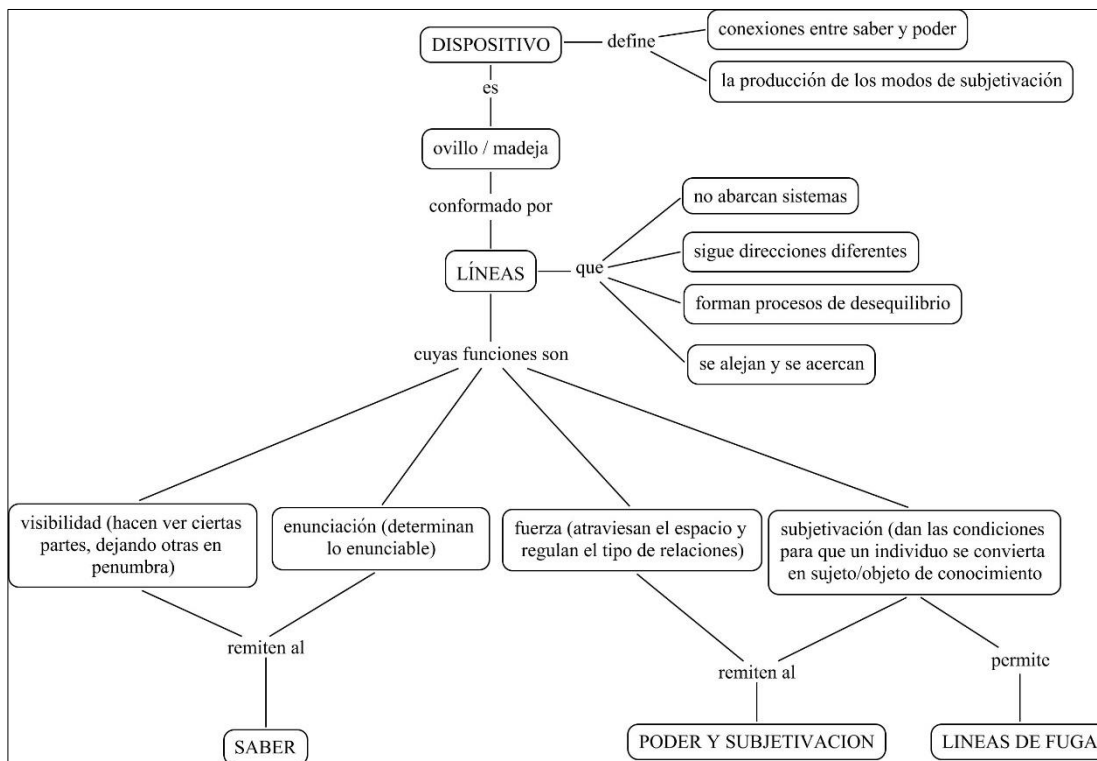 DISPOSITIVO
define
conexiones entre saber y poder
la producción de los modos de subjetivación
es
ovillo / madeja
conformado por
LÍNEAS
que
no abarcan sistemas
sigue direcciones diferentes
forman procesos de desequilibrio
se alejan y se acercan
cuyas funciones son
visibilidad (hacen ver ciertas
partes, dejando otras en
penumbra)
enunciación (determinan
lo enunciable)
fuerza (atraviesan el espacio y
regulan el tipo de relaciones)
subjetivación (dan las condiciones
para que un individuo se convierta
en sujeto/objeto de conocimiento
remiten al
remiten al
permite
SABER
PODER Y SUBJETIVACION
LINEAS DE FUGA